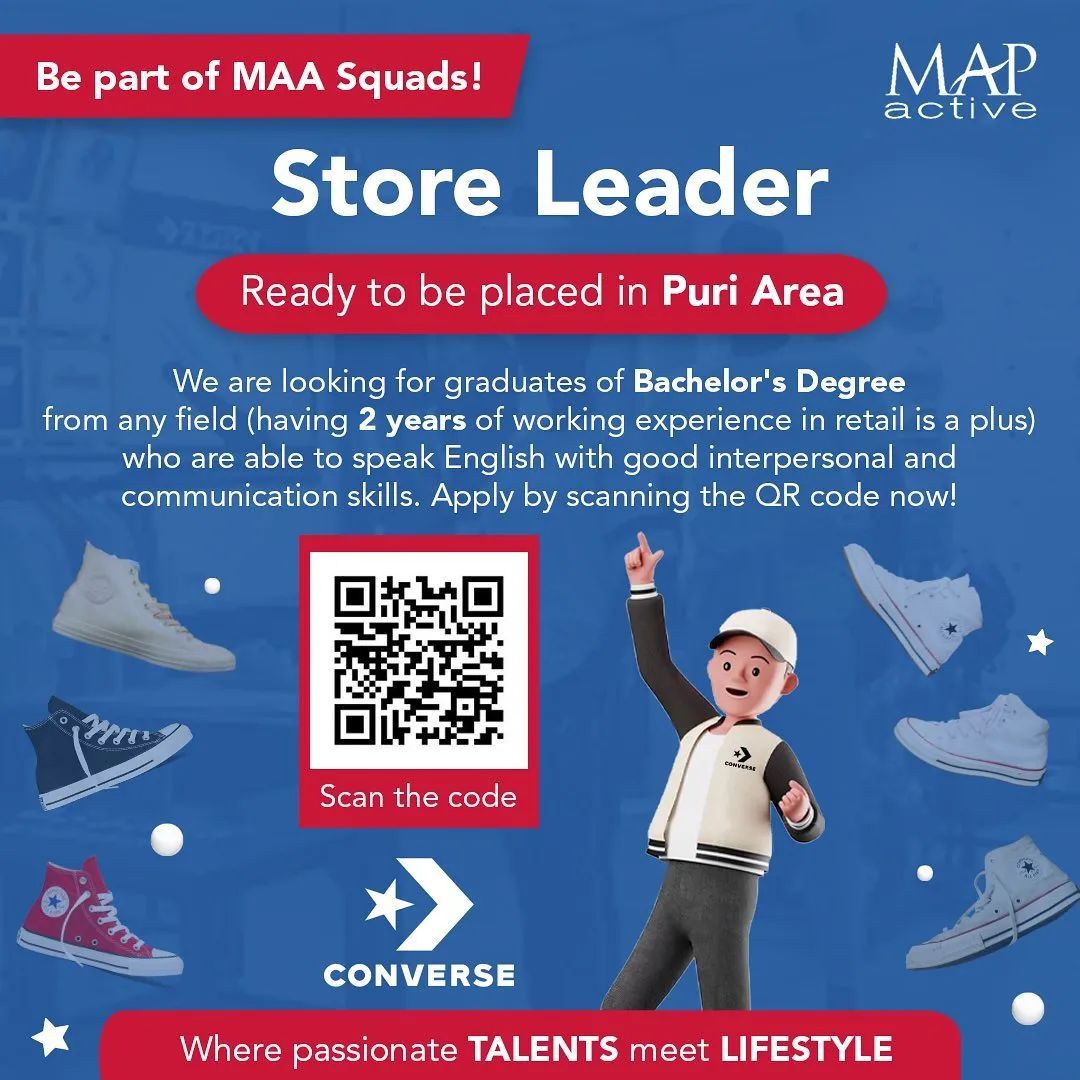 Be part of MAA Squads!
MAP
active
Store Leader
Ready to be placed in Puri Area
We are looking for graduates of Bachelor's Degree
from any field (having 2 years of working experience in retail is a plus)
who are able to speak English with good interpersonal and
communication skills. Apply by scanning the QR code now!
Scan the code
CONVERSE
CONVERSE
Where passionate TALENTS meet LIFESTYLE